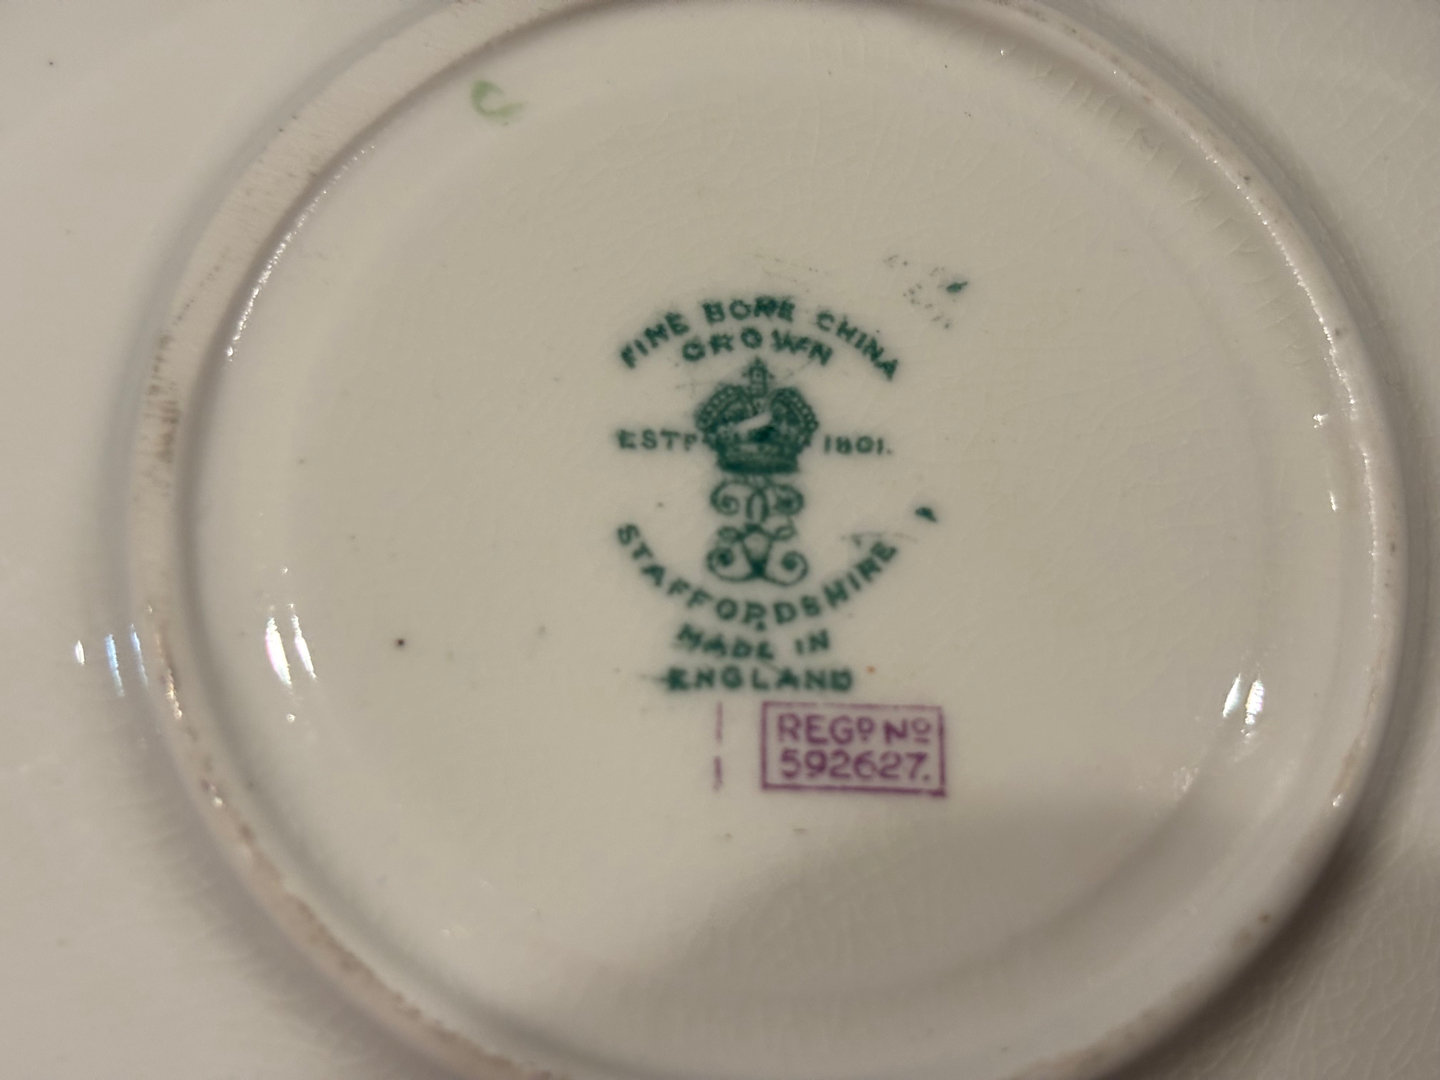 FINE BONE CHINA
CROWN
ESTD 1801.
STAFFORDSHIRE
MADE IN
ENGLAND
REGD No
592627.